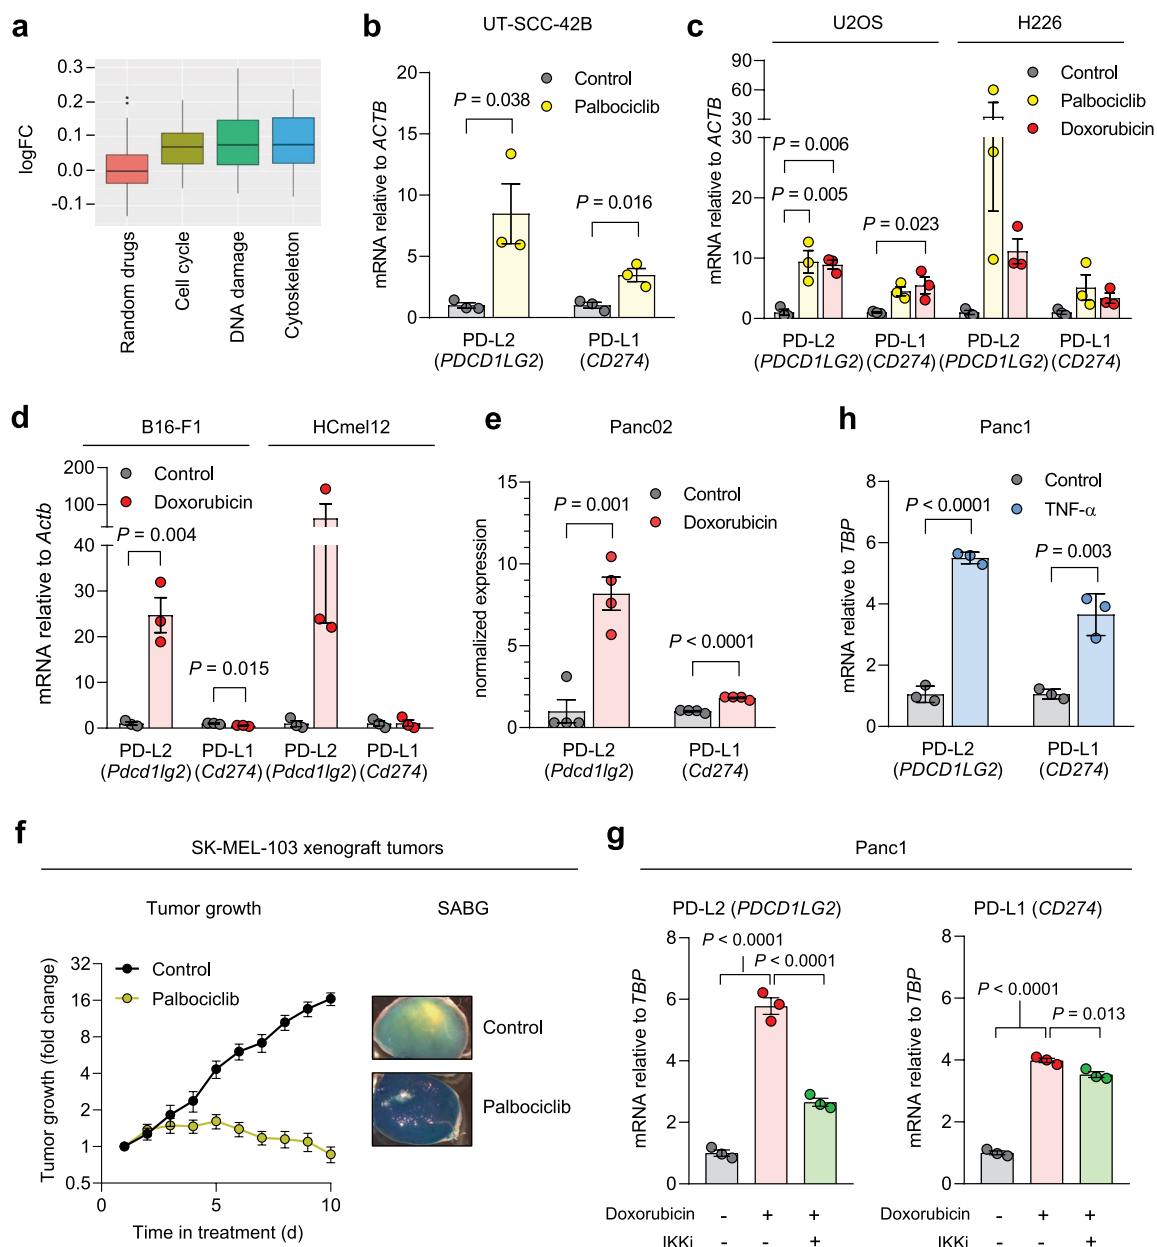 a
logFC
0.3
0.2
0.1
0.0
-0.1
Random drugs
Cell cycle
DNA damage
Cytoskeleton
b
UT-SCC-42B
mRNA relative to ACTB
20
15
10
5
0
Control
Palbociclib
P = 0.038
P = 0.016
PD-L2
(PDCD1LG2)
PD-L1
(CD274)
c
U2OS
H226
mRNA relative to ACTB
90
60
30
30
20
10
0
Control
Palbociclib
Doxorubicin
P = 0.006
P = 0.005
P = 0.023
PD-L2
(PDCD1LG2)
PD-L1
(CD274)
PD-L2
(PDCD1LG2)
PD-L1
(CD274)
d
B16-F1
HCmel12
mRNA relative to Actb
200
100
40
30
20
10
0
Control
Doxorubicin
P = 0.004
P = 0.015
PD-L2
(Pdcd1lg2)
PD-L1
(Cd274)
PD-L2
(Pdcd1lg2)
PD-L1
(Cd274)
e
Panc02
normalized expression
15
10
5
0
Control
Doxorubicin
P = 0.001
P < 0.0001
PD-L2
(Pdcd1lg2)
PD-L1
(Cd274)
h
Panc1
mRNA relative to TBP
8
6
4
2
0
Control
TNF-α
P < 0.0001
P = 0.003
PD-L2
(PDCD1LG2)
PD-L1
(CD274)
f
SK-MEL-103 xenograft tumors
Tumor growth
SABG
Tumor growth (fold change)
32
16
8
4
2
1
0.5
Control
Palbociclib
0
5
10
Time in treatment (d)
Control
Palbociclib
g
Panc1
PD-L2 (PDCD1LG2)
mRNA relative to TBP
8
6
4
2
0
P < 0.0001
P < 0.0001
Doxorubicin - + +
IKKi - - +
PD-L1 (CD274)
mRNA relative to TBP
8
6
4
2
0
P < 0.0001
P = 0.013
Doxorubicin - + +
IKKi - - +